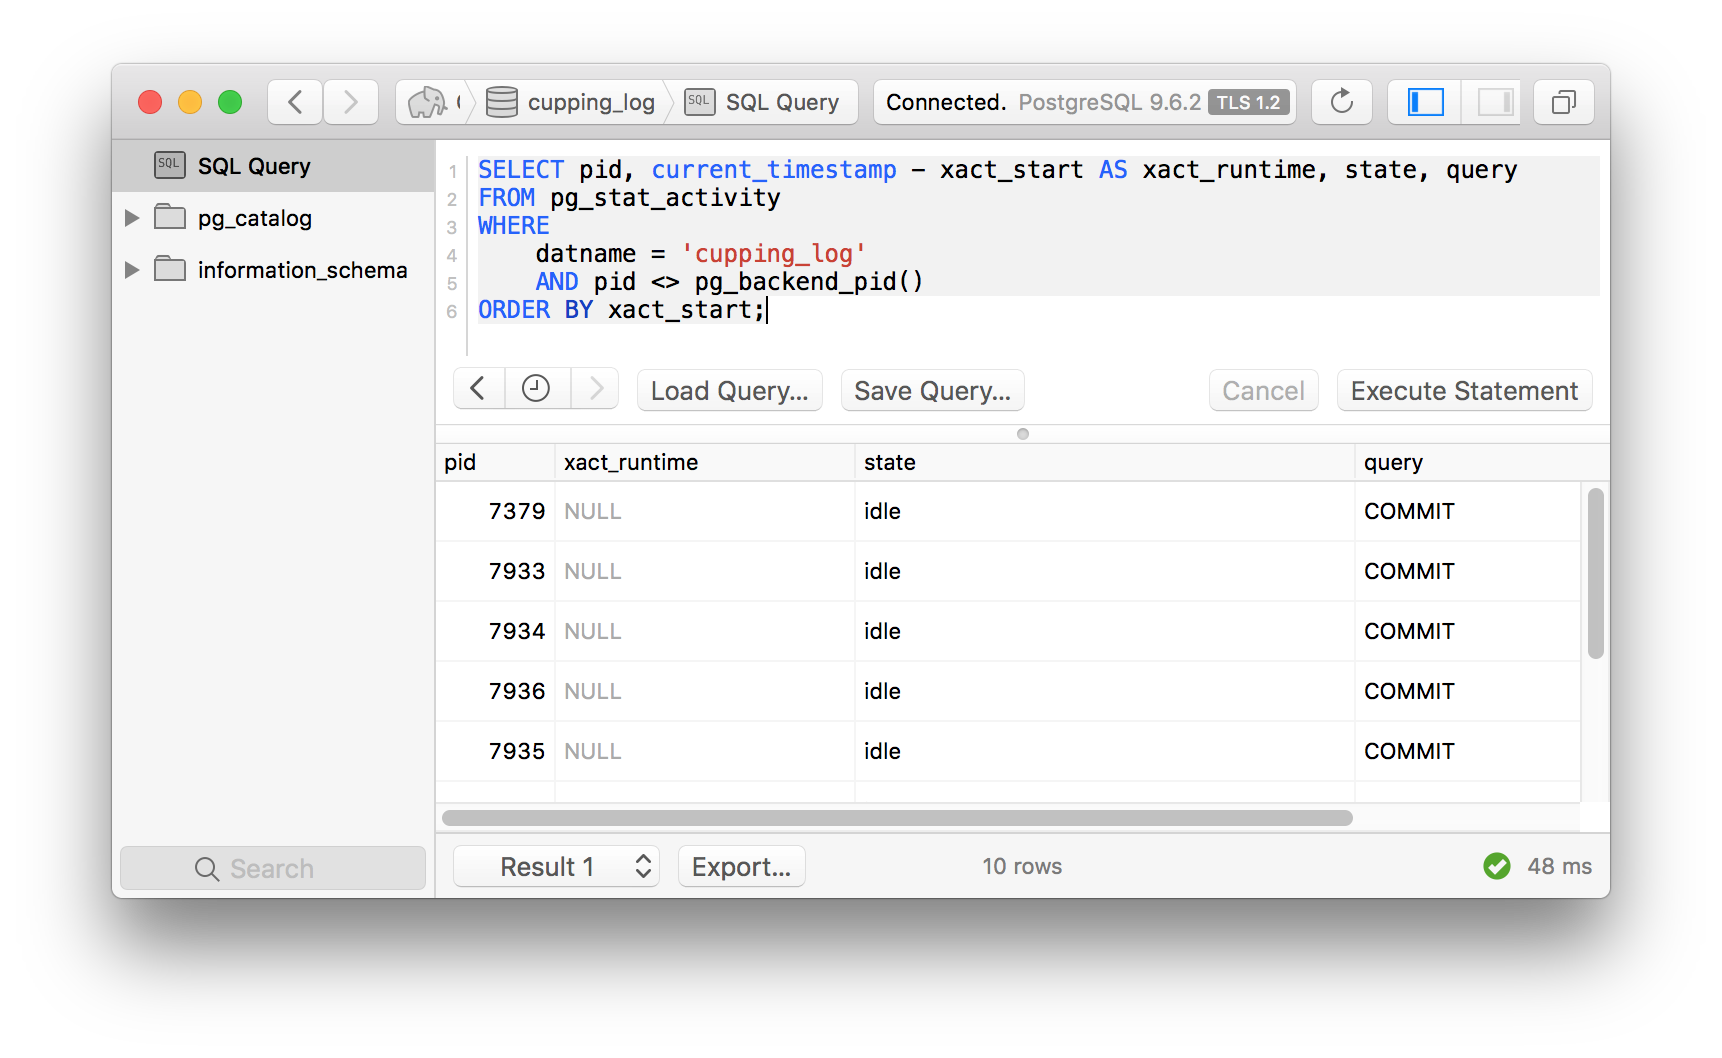 cupping_log SQL SQL Query Connected. PostgreSQL 9.6.2 TLS 1.2
SQL SQL Query
pg_catalog
information_schema
1 SELECT pid, current_timestamp - xact_start AS xact_runtime, state, query
2 FROM pg_stat_activity
3 WHERE
4 datname = 'cupping_log'
5 AND pid <> pg_backend_pid()
6 ORDER BY xact_start;
Load Query... Save Query... Cancel Execute Statement
pid xact_runtime state query
7379 NULL idle COMMIT
7933 NULL idle COMMIT
7934 NULL idle COMMIT
7936 NULL idle COMMIT
7935 NULL idle COMMIT
Search Result 1 Export... 10 rows 48 ms